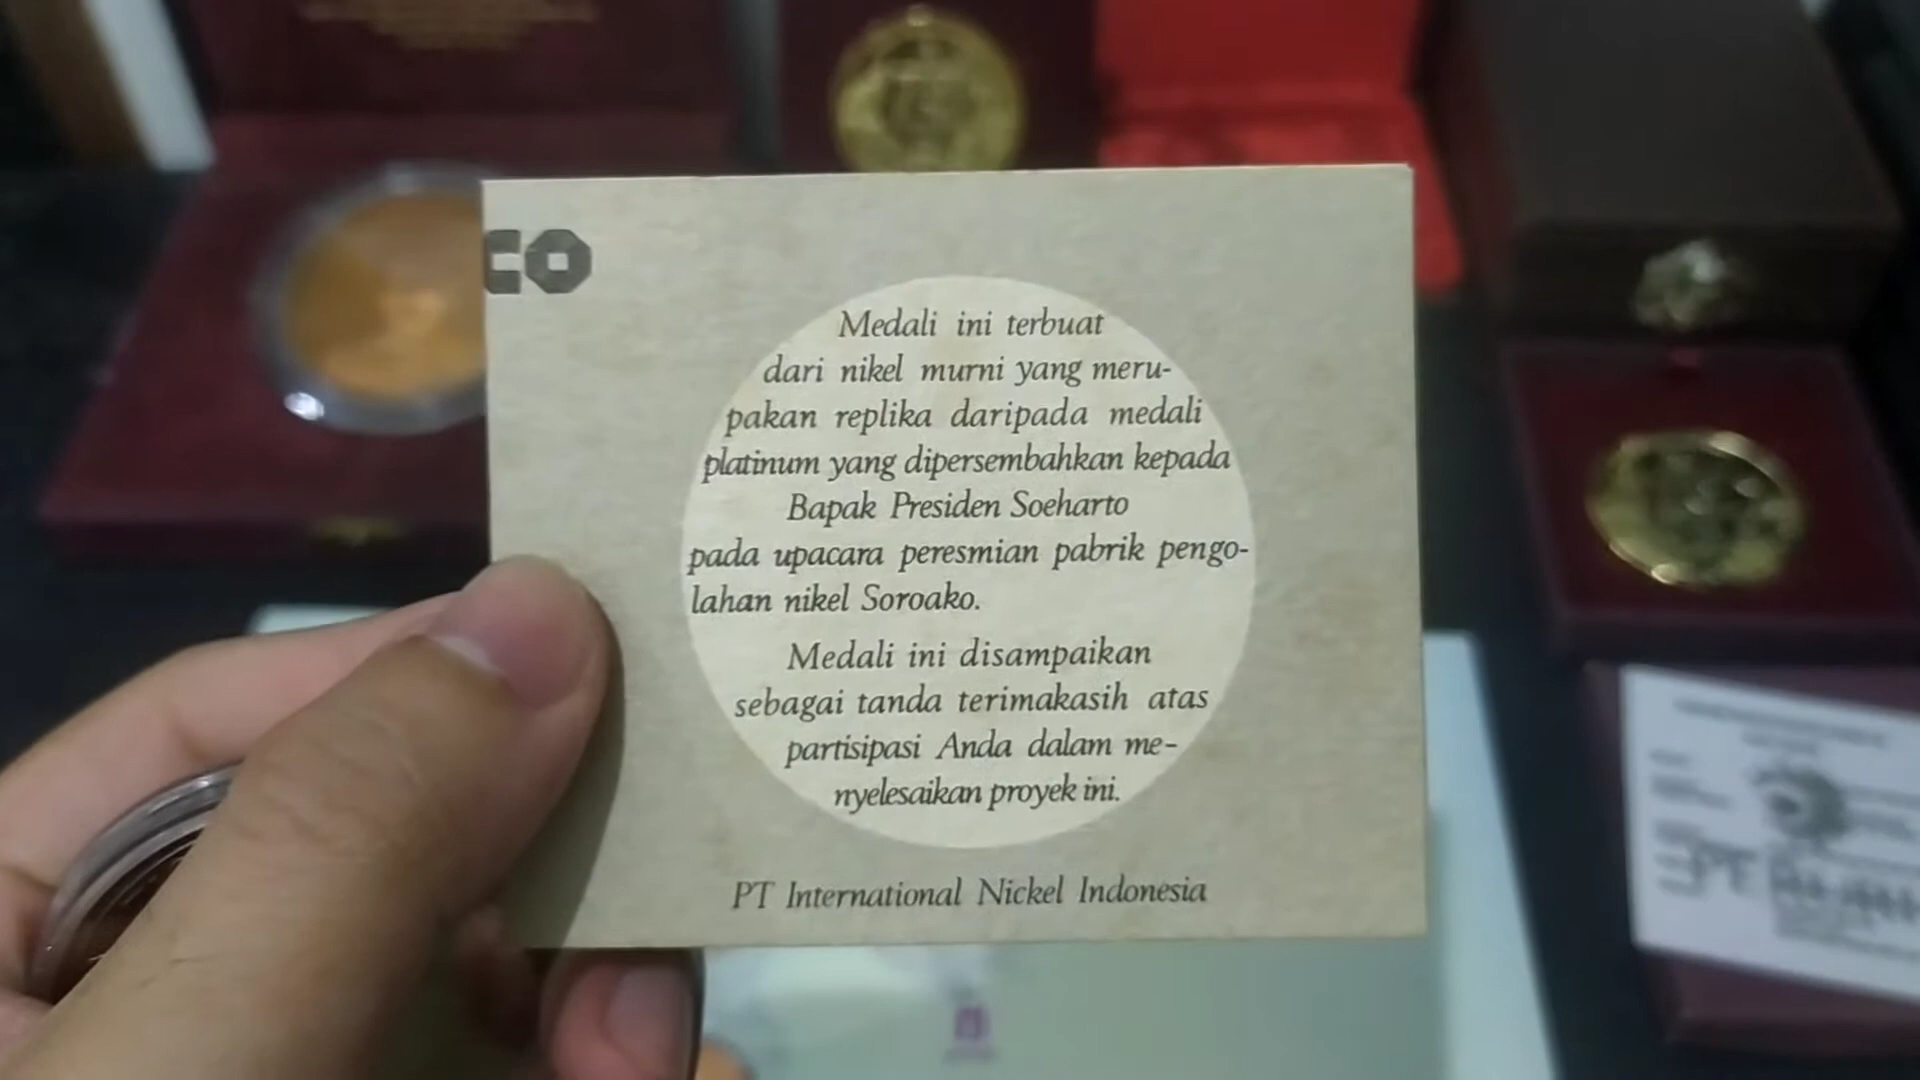 CO
Medali ini terbuat
dari nikel murni yang meru-
pakan replika daripada medali
platinum yang dipersembahkan kepada
Bapak Presiden Soeharto
pada upacara peresmian pabrik pengo-
lahan nikel Soroako.
Medali ini disampaikan
sebagai tanda terimakasih atas
partisipasi Anda dalam me-
nyelesaikan proyek ini.
PT International Nickel Indonesia